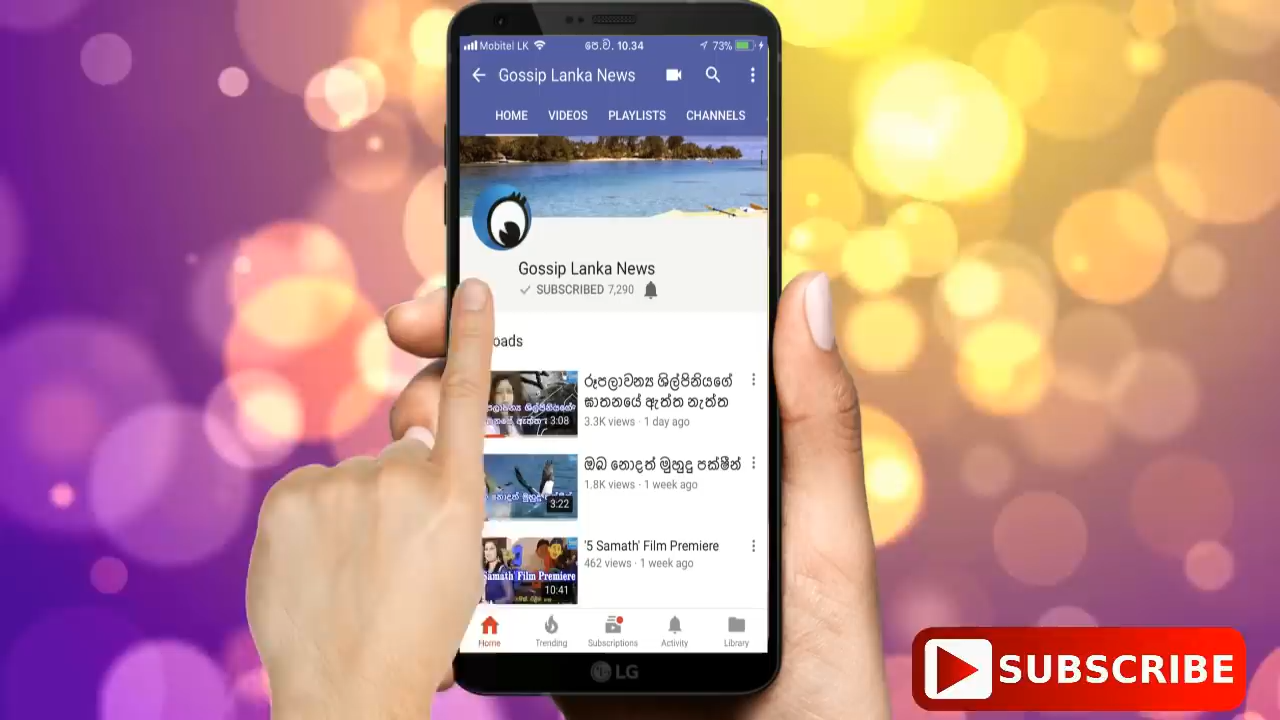 Mobitel LK පෙ.ව. 10.34 73%
Gossip Lanka News
HOME VIDEOS PLAYLISTS CHANNELS
Gossip Lanka News
SUBSCRIBED 7,290
oads
රූපලාවන්‍ය ශිල්පිනියගේ
ඝාතනයේ ඇත්ත නැත්ත
3.3K views · 1 day ago
3:08
ඔබ නොදත් මුහුදු පක්ෂීන්
1.8K views · 1 week ago
3:22
'5 Samath' Film Premiere
462 views · 1 week ago
Samath' Film Premiere
10:41
Home Trending Subscriptions Activity Library
LG
SUBSCRIBE